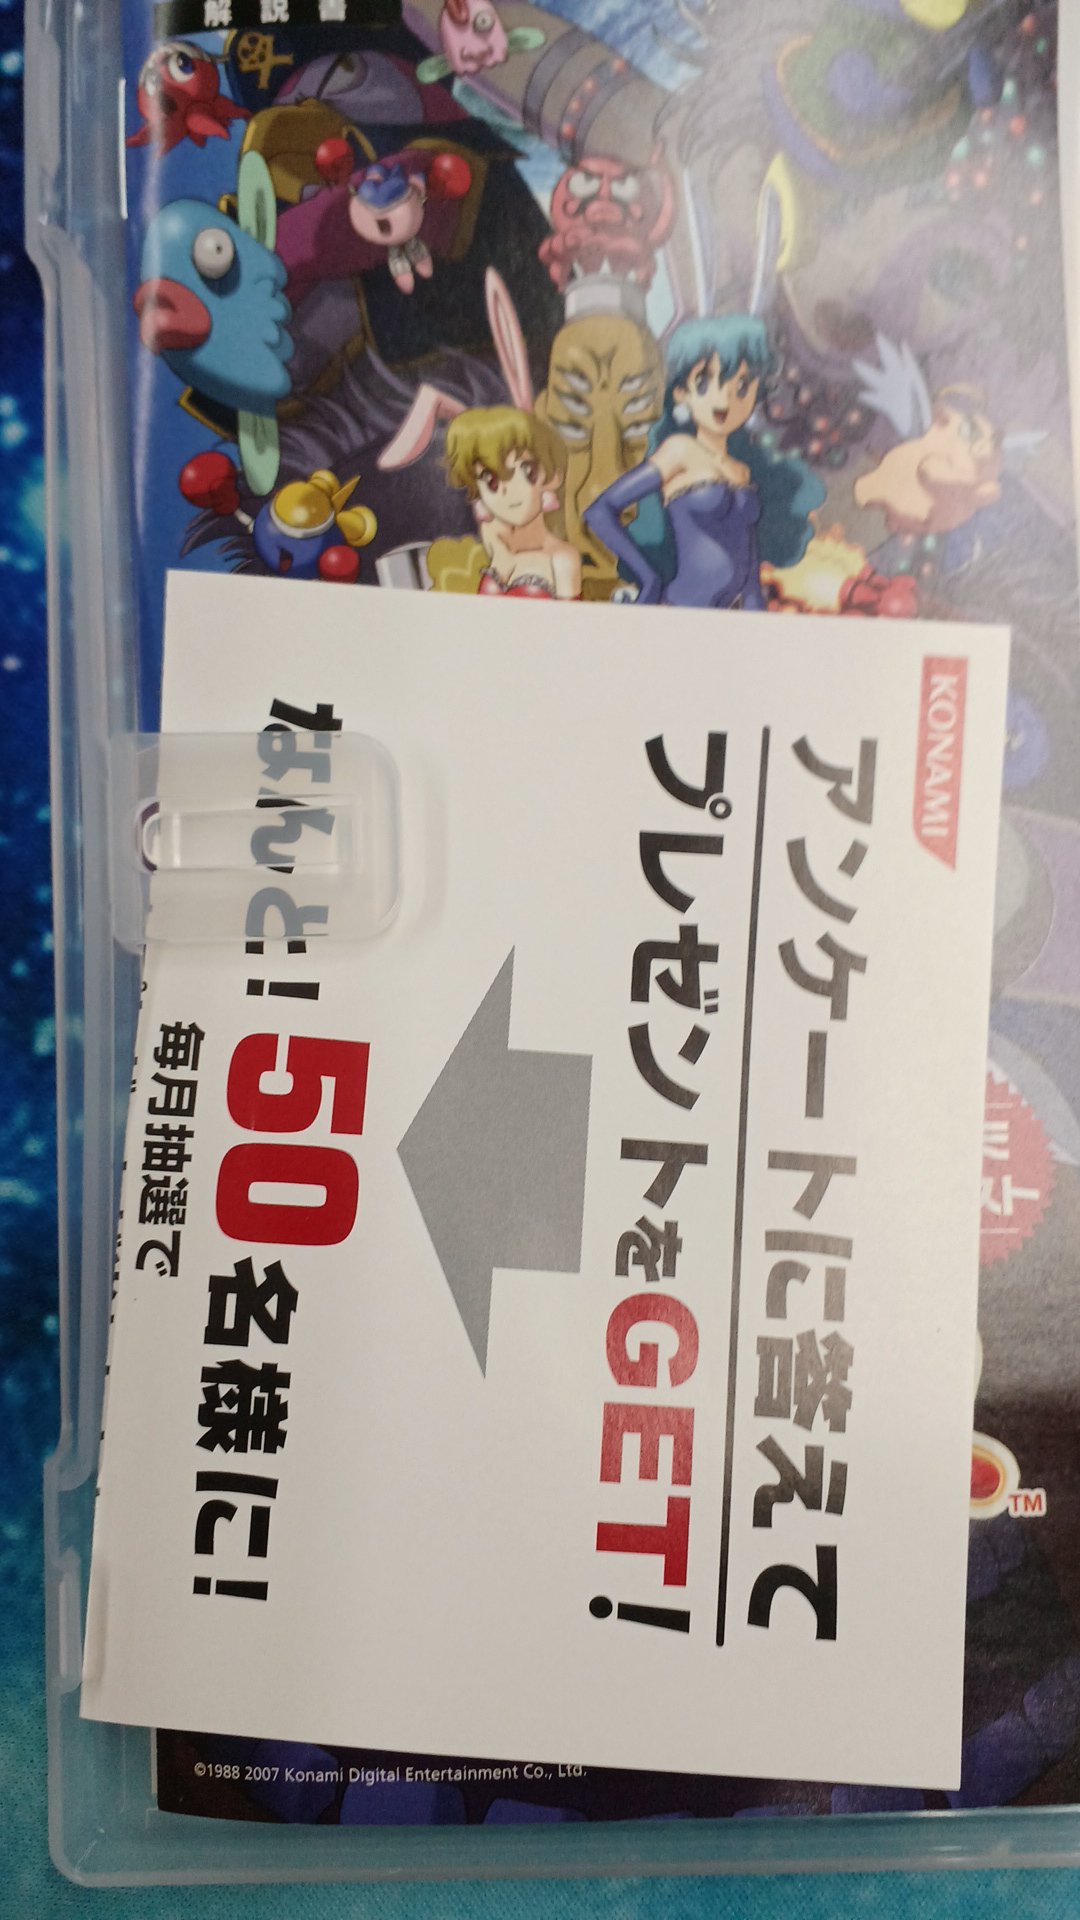 解説書
KONAMI
アンケートに答えて
プレゼントをGET!
なんと!
毎月抽選で
50名様に!
TM
©1988 2007 Konami Digital Entertainment Co., Ltd.